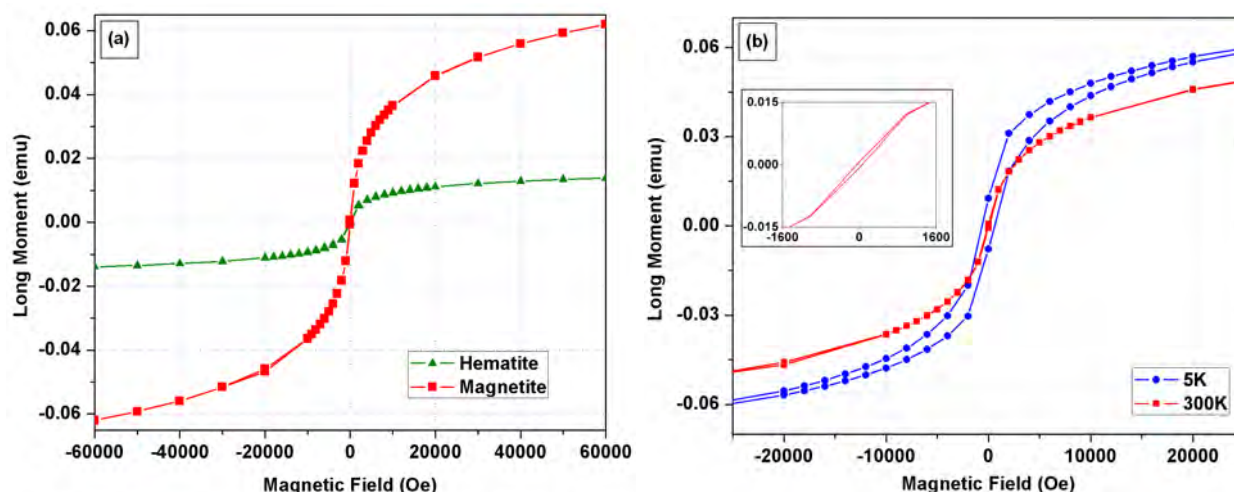 (a)
0.06
0.04
0.02
0.00
-0.02
-0.04
-0.06
Long Moment (emu)
Hematite
Magnetite
-60000 -40000 -20000 0 20000 40000 60000
Magnetic Field (Oe)
(b)
0.06
0.03
0.00
-0.03
-0.06
Long Moment (emu)
0.015
0.000
-0.015
-1600 0 1600
5K
300K
-20000 -10000 0 10000 20000
Magnetic Field (Oe)